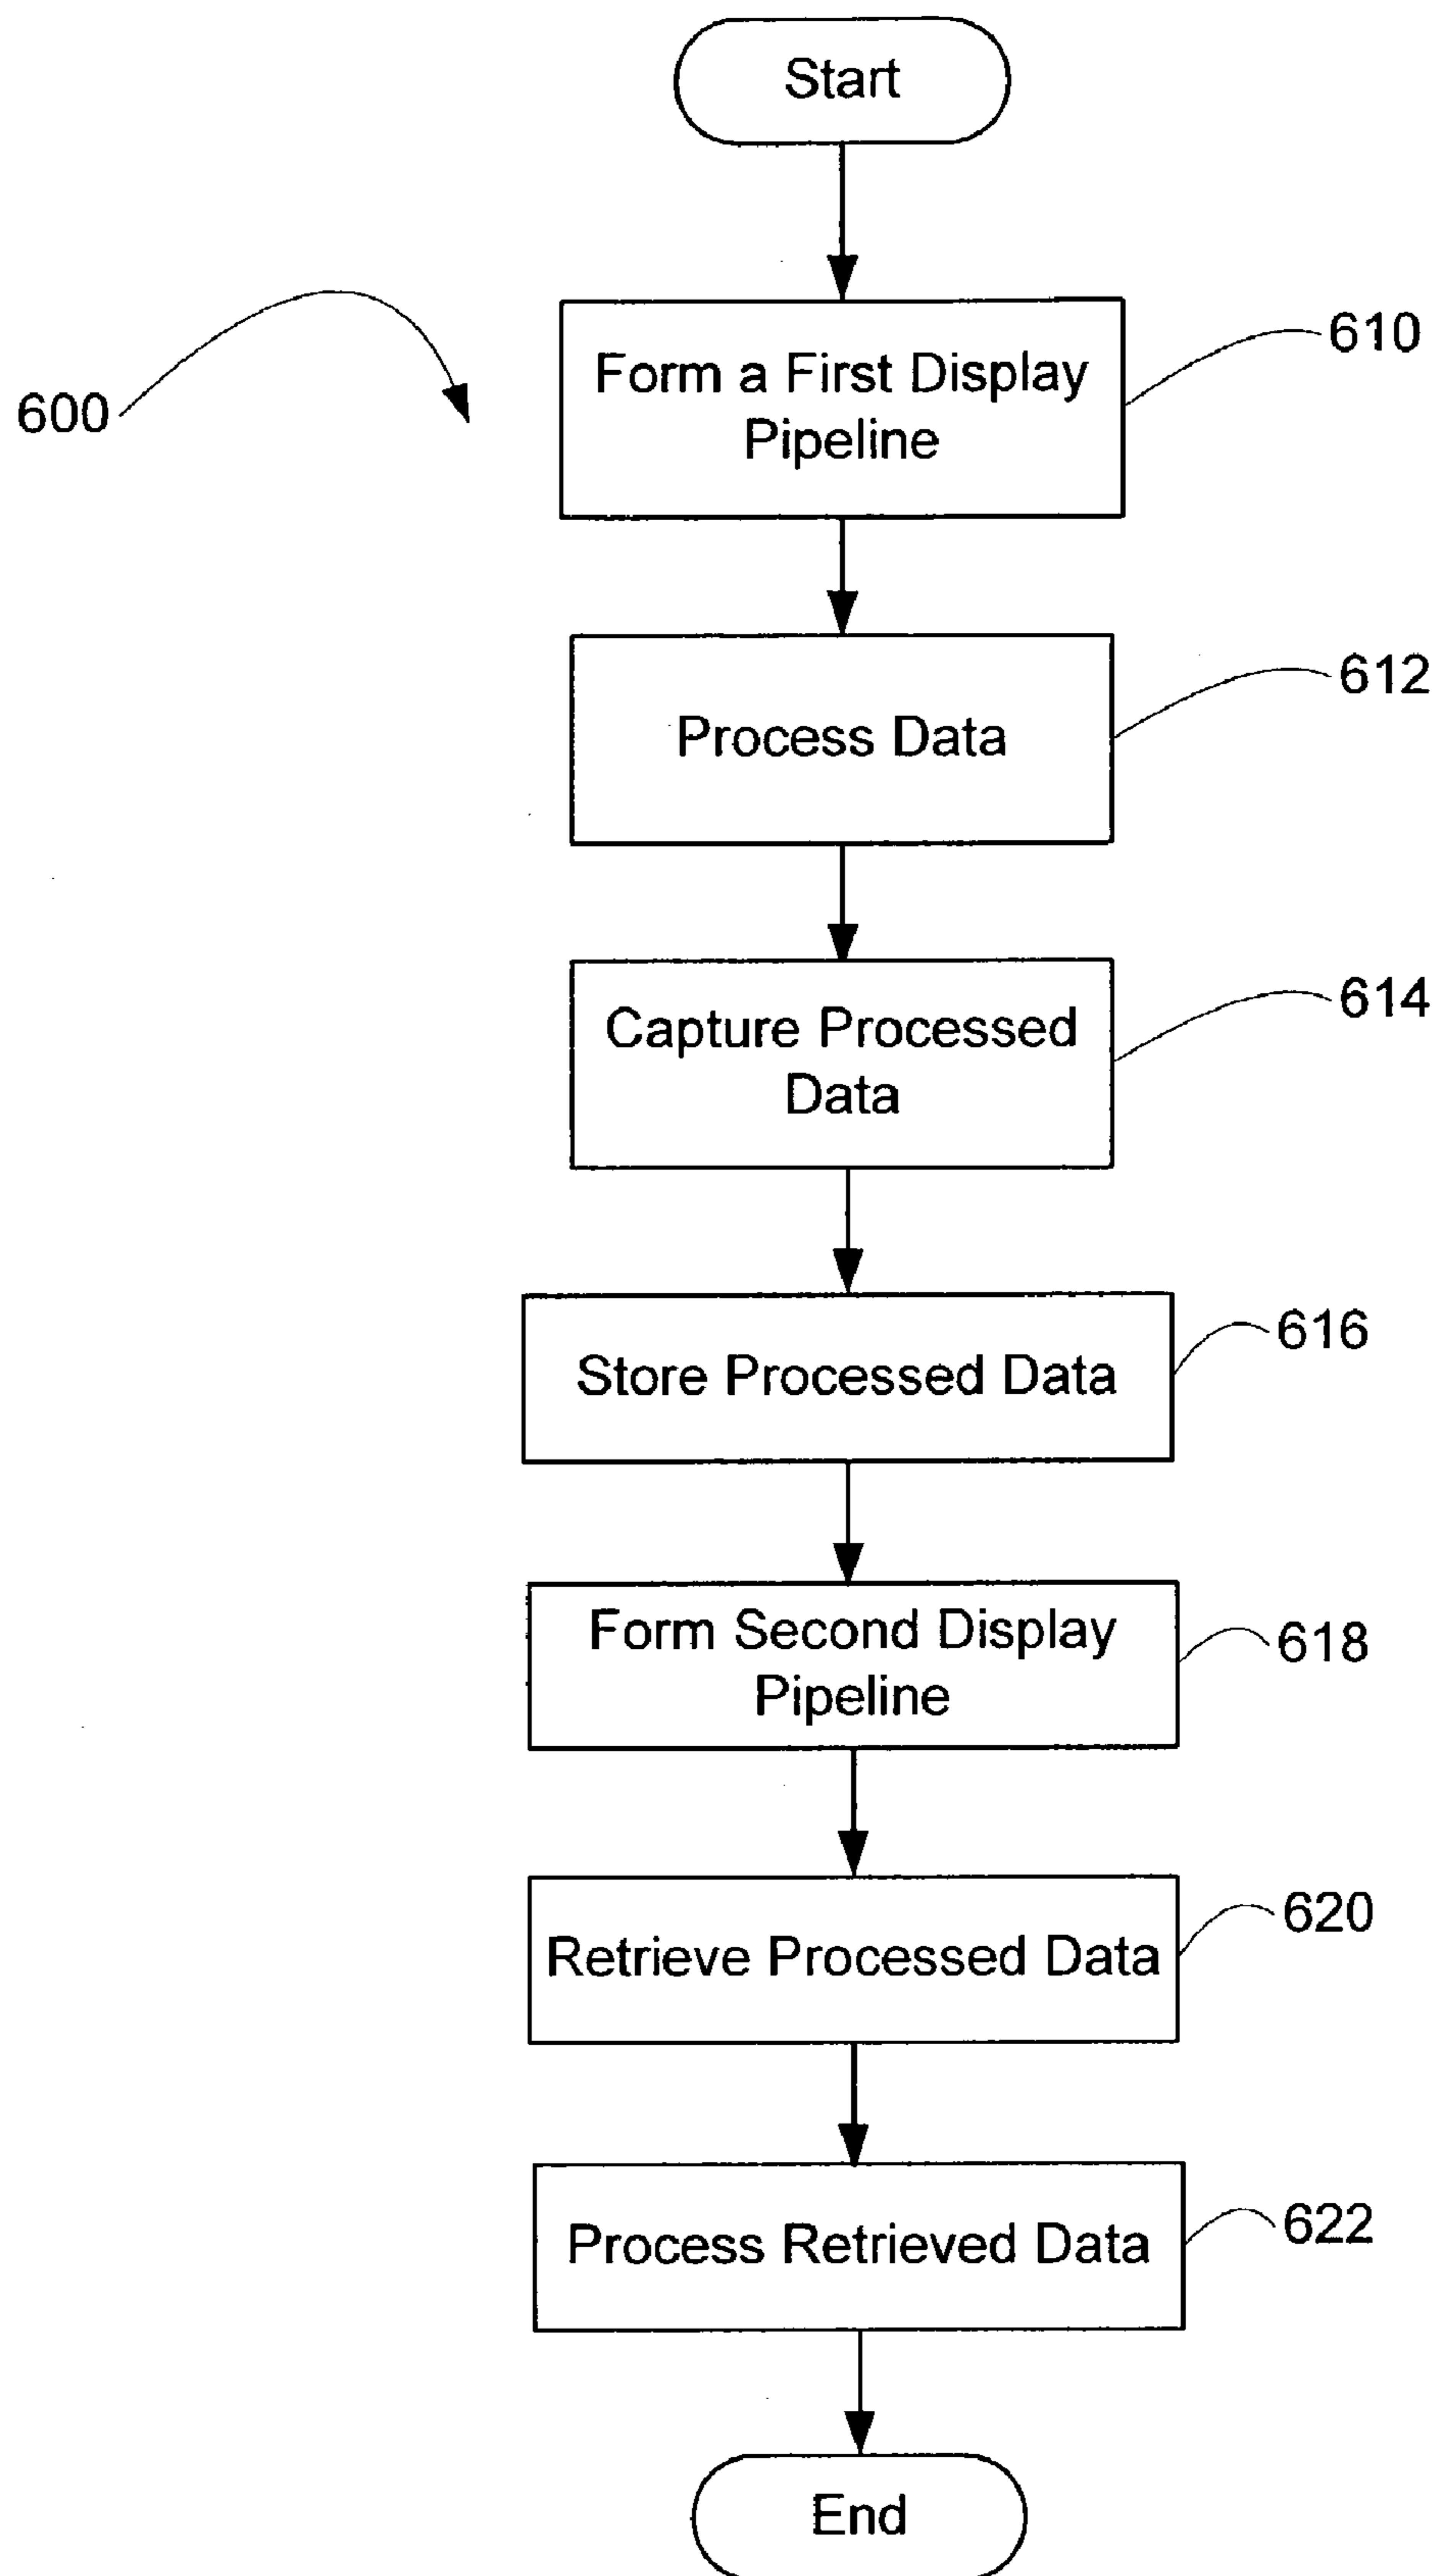 Start
600
Form a First Display
Pipeline
610
Process Data
612
Capture Processed
Data
614
Store Processed Data
616
Form Second Display
Pipeline
618
Retrieve Processed Data
620
Process Retrieved Data
622
End